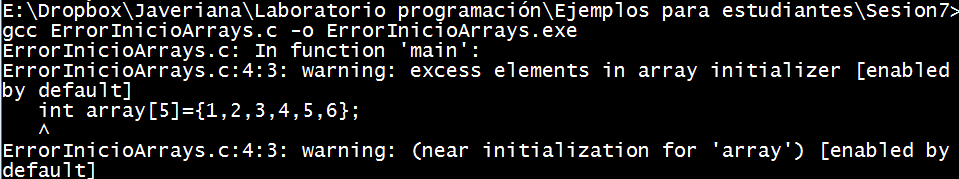 E:\Dropbox\Javeriana\Laboratorio programación\Ejemplos para estudiantes\Sesion7>
gcc ErrorInicioArrays.c -o ErrorInicioArrays.exe
ErrorInicioArrays.c: In function 'main':
ErrorInicioArrays.c:4:3: warning: excess elements in array initializer [enabled
by default]
   int array[5]={1,2,3,4,5,6};
   ^
ErrorInicioArrays.c:4:3: warning: (near initialization for 'array') [enabled by
default]